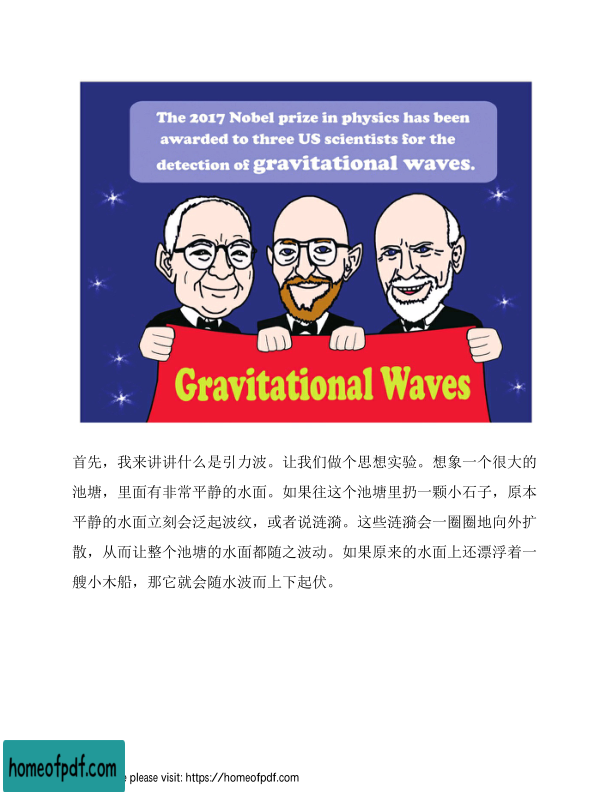 The 2017 Nobel prize in physics has been
awarded to three US scientists for the
detection of gravitational waves.
Gravitational Waves
首先，我来讲讲什么是引力波。让我们做个思想实验。想象一个很大的
池塘，里面有非常平静的水面。如果往这个池塘里扔一颗小石子，原本
平静的水面立刻会泛起波纹，或者说涟漪。这些涟漪会一圈圈地向外扩
散，从而让整个池塘的水面都随之波动。如果原来的水面上还漂浮着一
艘小木船，那它就会随水波而上下起伏。
homeofpdf.com
please visit: https://homeofpdf.com